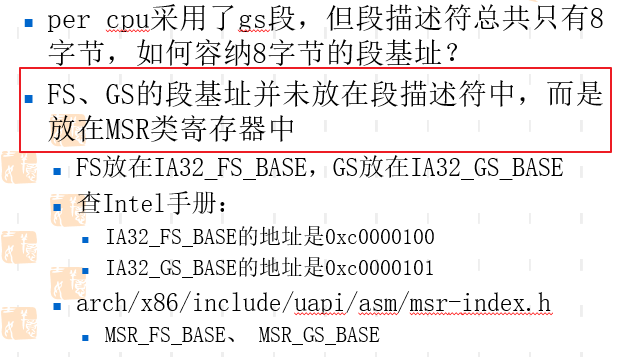 per cpu采用了gs段，但段描述符总共只有8
字节，如何容纳8字节的段基址？
FS、GS的段基址并未放在段描述符中，而是
放在MSR类寄存器中
FS放在IA32_FS_BASE，GS放在IA32_GS_BASE
查Intel手册：
IA32_FS_BASE的地址是0xc0000100
IA32_GS_BASE的地址是0xc0000101
arch/x86/include/uapi/asm/msr-index.h
MSR_FS_BASE、 MSR_GS_BASE